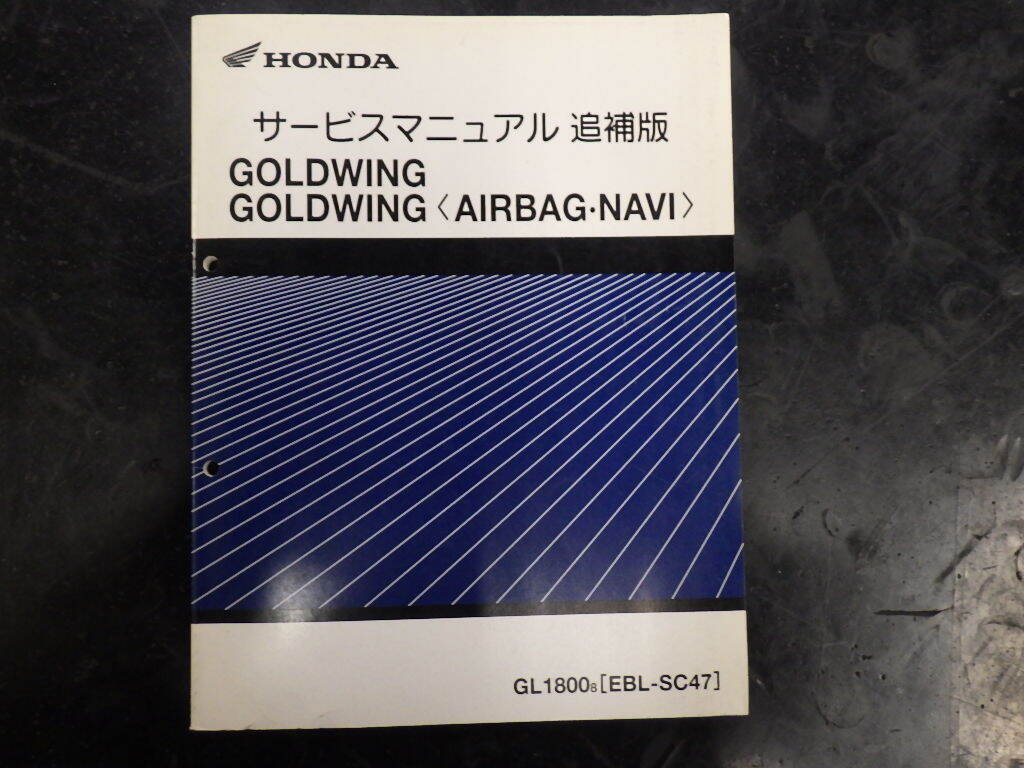 HONDA
サービスマニュアル 追補版
GOLDWING
GOLDWING〈AIRBAG·NAVI〉
GL1800₈[EBL-SC47]